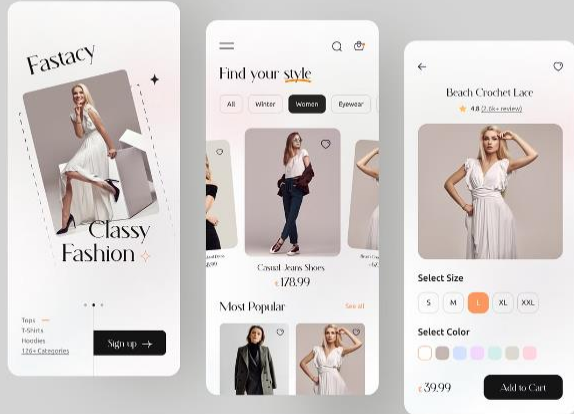 Fastacy
Classy
Fashion
Tops
T-Shirts
Hoodies
126+ Categories
Sign up
Find your style
All
Winter
Women
Eyewear
Casual Jeans Shoes
€178.99
Most Popular
See all
Beach Crochet Lace
4.8 (2.6k+ review)
Select Size
S M L XL XXL
Select Color
€39.99
Add to Cart